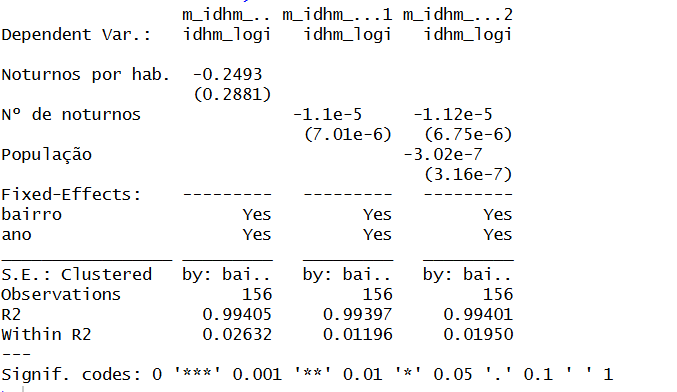 m_idhm_.. m_idhm_...1 m_idhm_...2
Dependent Var.: idhm_logi idhm_logi idhm_logi
Noturnos por hab. -0.2493
(0.2881)
Nº de noturnos -1.1e-5 -1.12e-5
(7.01e-6) (6.75e-6)
População -3.02e-7
(3.16e-7)
Fixed-Effects: --------- --------- ---------
bairro Yes Yes Yes
ano Yes Yes Yes
_________________ _________ _________ _________
S.E.: Clustered by: bai.. by: bai.. by: bai..
Observations 156 156 156
R2 0.99405 0.99397 0.99401
Within R2 0.02632 0.01196 0.01950
---
Signif. codes: 0 '***' 0.001 '**' 0.01 '*' 0.05 '.' 0.1 ' ' 1